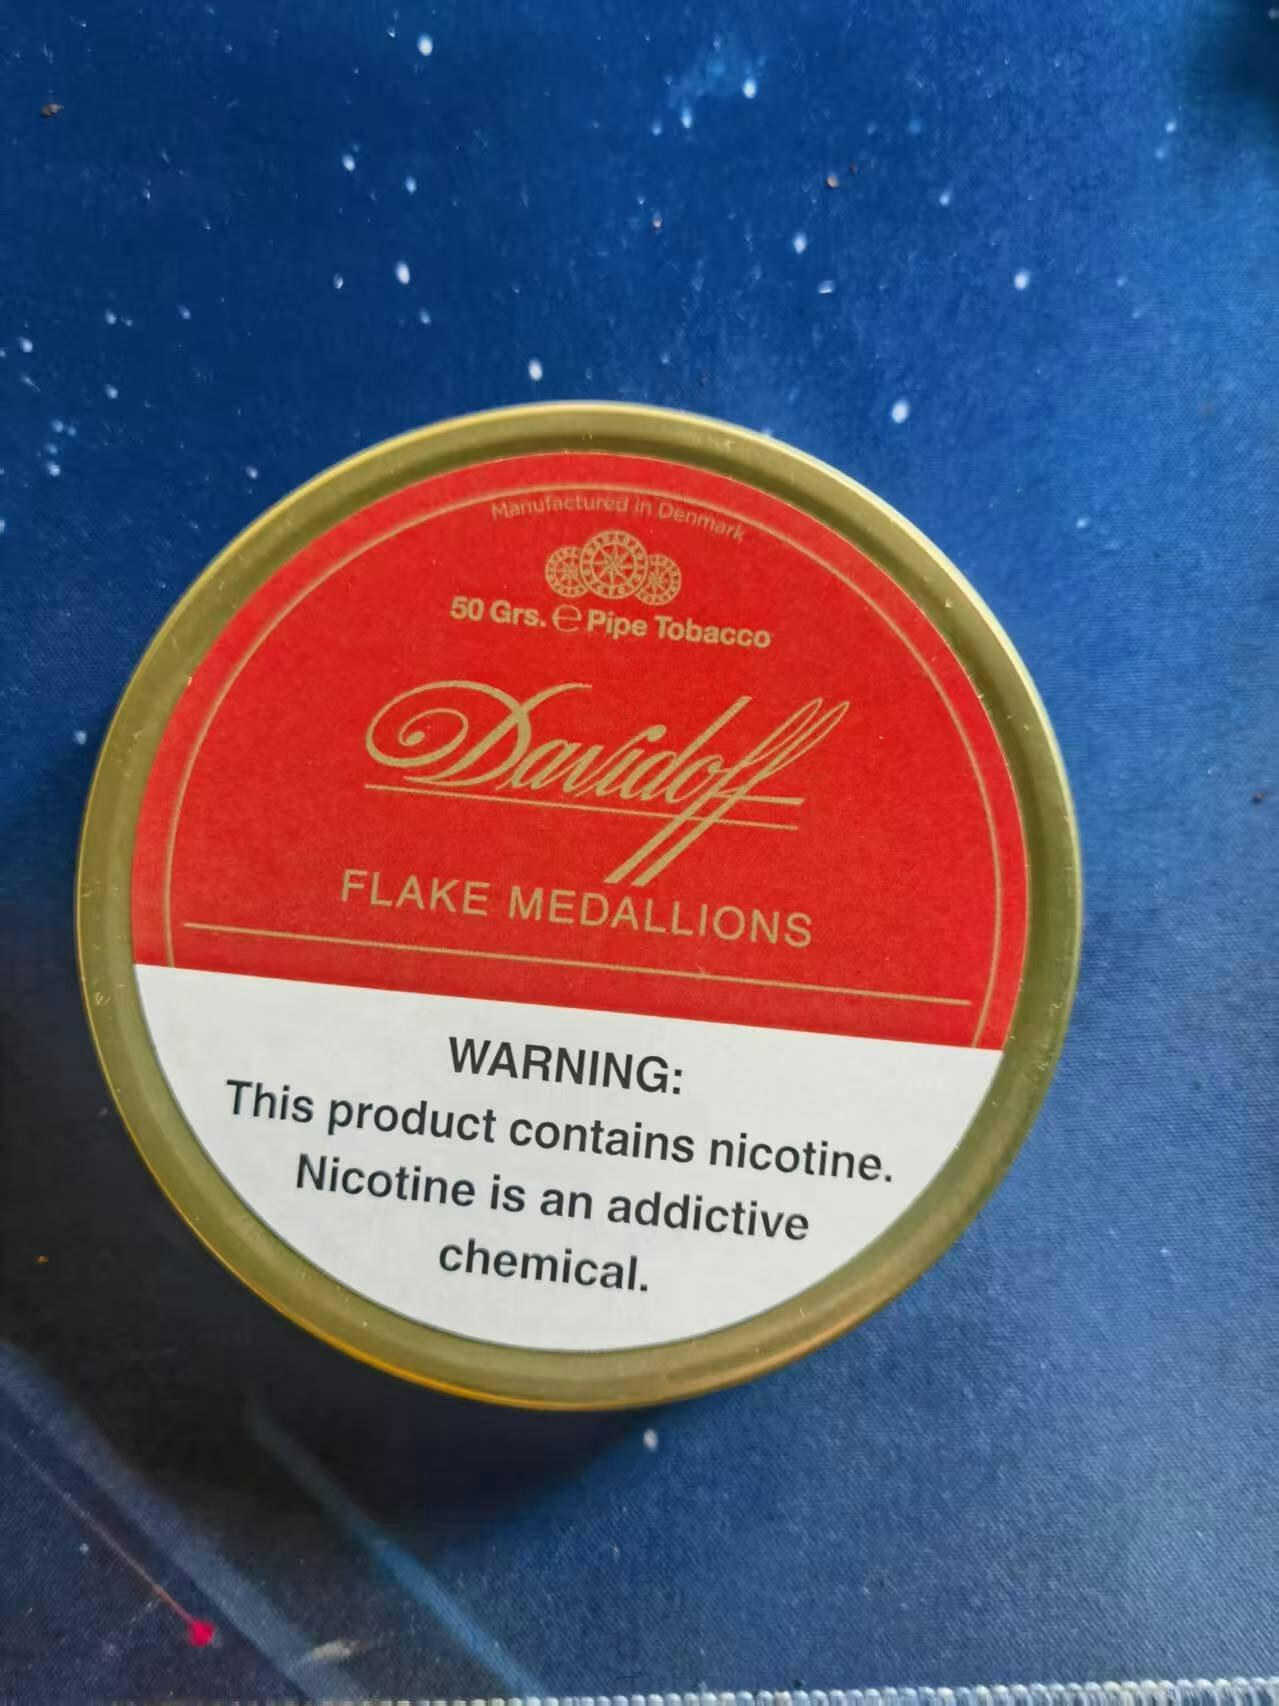 Manufactured in Denmark
50 Grs. ℮ Pipe Tobacco
Davidoff
FLAKE MEDALLIONS
WARNING:
This product contains nicotine.
Nicotine is an addictive
chemical.